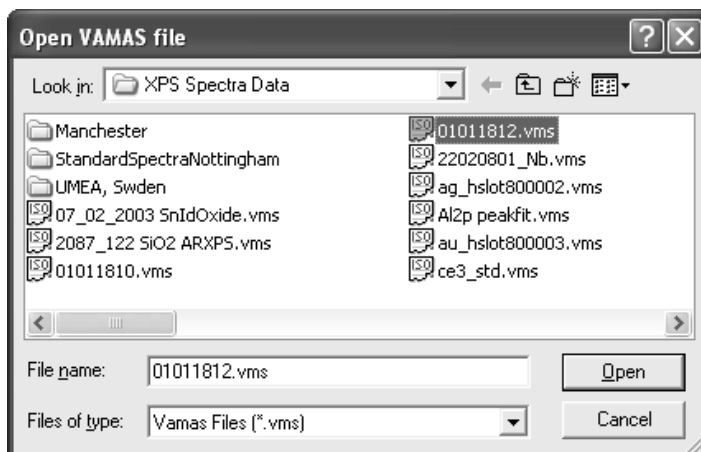 Open VAMAS file
Look in: XPS Spectra Data
Manchester
StandardSpectraNottingham
UMEA, Swden
07_02_2003 SnIdOxide.vms
2087_122 SiO2 ARXPS.vms
01011810.vms
01011812.vms
22020801_Nb.vms
ag_hslot800002.vms
Al2p peakfit.vms
au_hslot800003.vms
ce3_std.vms
File name: 01011812.vms Open
Files of type: Vamas Files (*.vms) Cancel